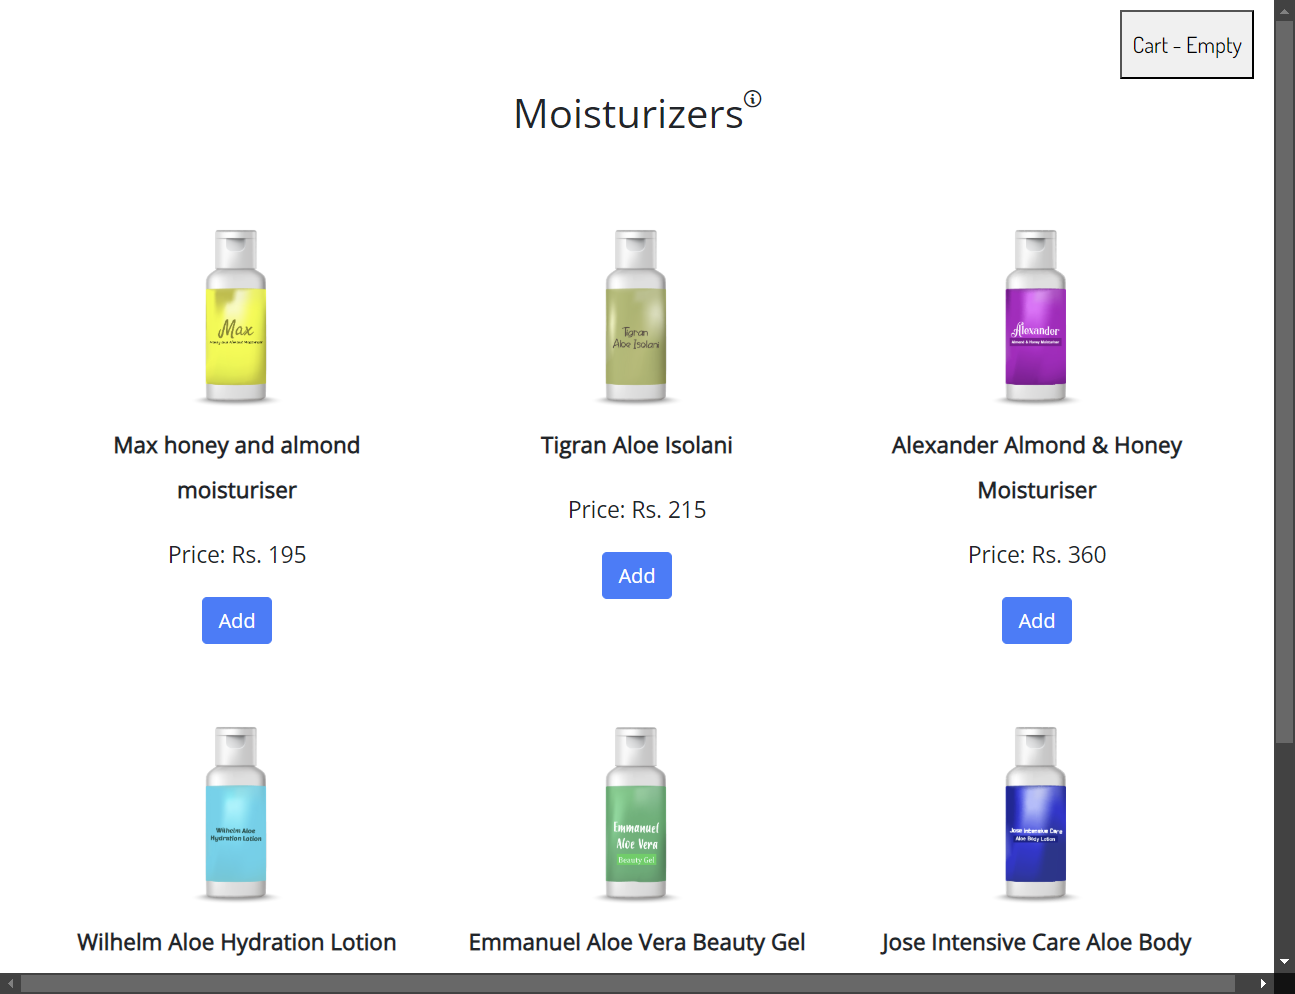 Cart - Empty
Moisturizers
Max
Honey and Almond Moisturiser
Tigran
Aloe Isolani
Alexander
Almond & Honey Moisturiser
Max honey and almond
moisturiser
Price: Rs. 195
Add
Tigran Aloe Isolani
Price: Rs. 215
Add
Alexander Almond & Honey
Moisturiser
Price: Rs. 360
Add
Wilhelm Aloe
Hydration Lotion
Emmanuel
Aloe Vera
Beauty Gel
Jose Intensive Care
Aloe Body Lotion
Wilhelm Aloe Hydration Lotion
Emmanuel Aloe Vera Beauty Gel
Jose Intensive Care Aloe Body